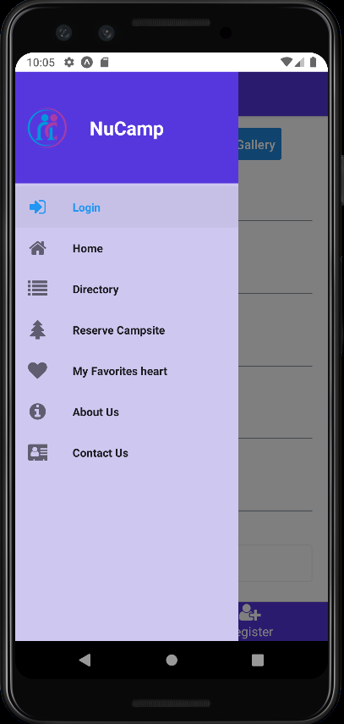 10:05
NuCamp
Gallery
Login
Home
Directory
Reserve Campsite
My Favorites heart
About Us
Contact Us
egister